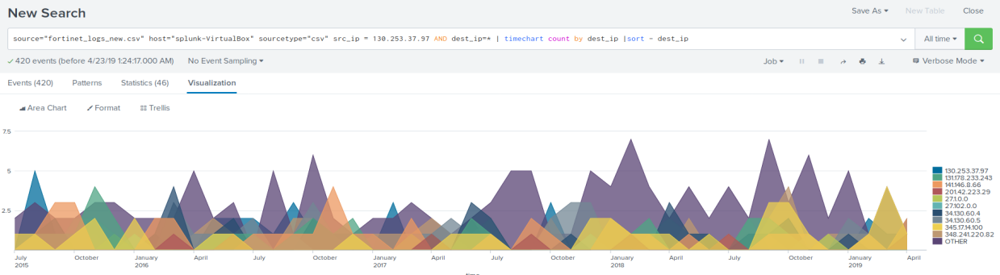 New Search
Save As New Table Close
source="fortinet_logs_new.csv" host="splunk-VirtualBox" sourcetype="csv" src_ip = 130.253.37.97 AND dest_ip=* | timechart count by dest_ip |sort - dest_ip
All time
420 events (before 4/23/19 1:24:17.000 AM) No Event Sampling
Job Verbose Mode
Events (420) Patterns Statistics (46) Visualization
Area Chart Format Trellis
7.5
5
2.5
130.253.37.97
131.178.233.243
141.146.8.66
201.42.223.29
27.1.0.0
27.102.0.0
34.130.60.4
34.130.60.5
345.17.14.100
348.241.220.82
OTHER
July October January April July October January April July October January April July October January April
2015 2016 2017 2018 2019
_time